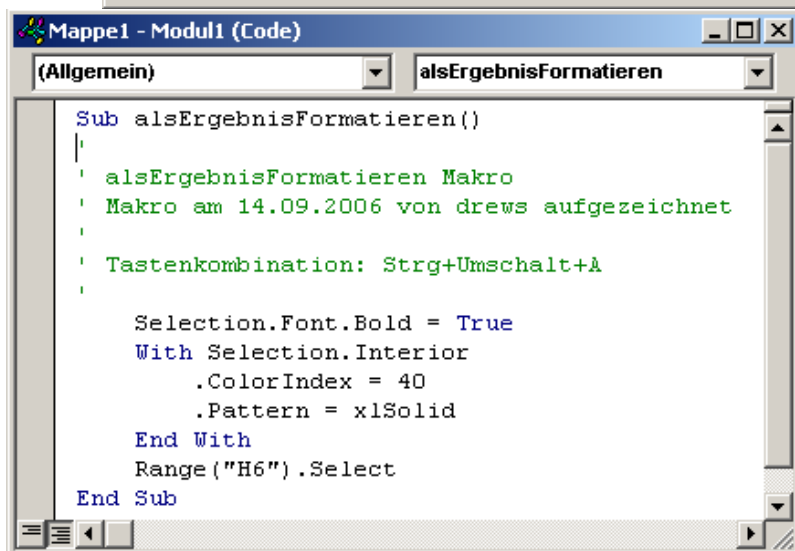 Mappe1 - Modul1 (Code)
(Allgemein) alsErgebnisFormatieren
Sub alsErgebnisFormatieren()
'
' alsErgebnisFormatieren Makro
' Makro am 14.09.2006 von drews aufgezeichnet
'
' Tastenkombination: Strg+Umschalt+A
'
    Selection.Font.Bold = True
    With Selection.Interior
        .ColorIndex = 40
        .Pattern = xlSolid
    End With
    Range("H6").Select
End Sub